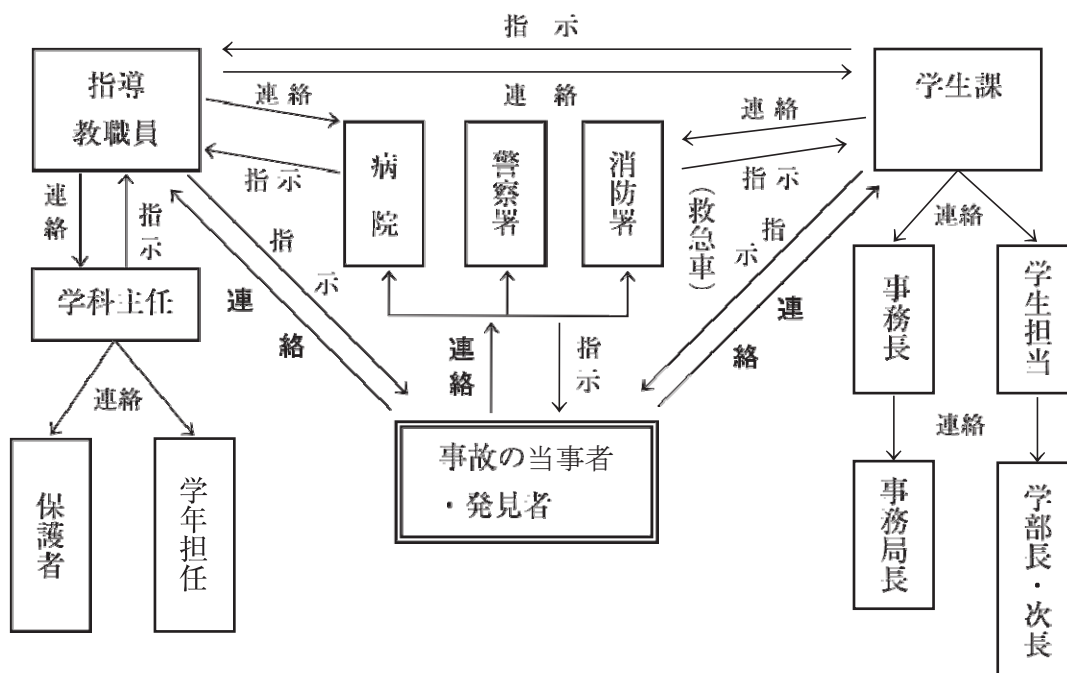 指示
指導
教職員
学生課
連絡
連絡
連絡
病院
警察署
消防署
(救急車)
指示
指示
連絡
指示
指示
連絡
指示
連絡
連絡
指示
連絡
学科主任
事務長
学生担当
連絡
連絡
事故の当事者
・発見者
保護者
学年担任
事務局長
学部長・次長